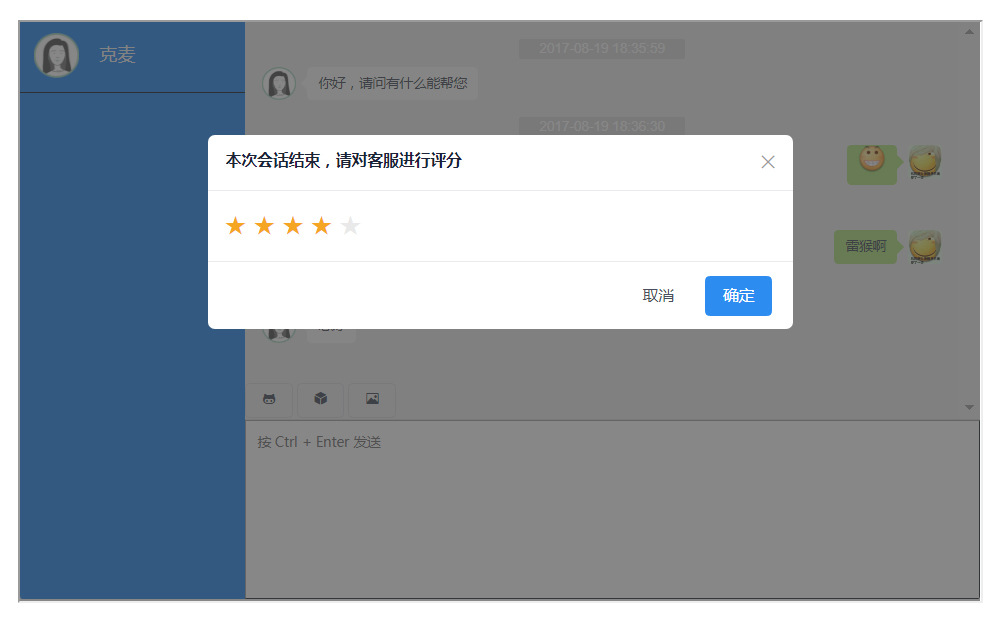 克麦
2017-08-19 18:35:59
你好，请问有什么能帮您
2017-08-19 18:36:30
本次会话结束，请对客服进行评分
雷猴啊
取消
确定
按 Ctrl + Enter 发送